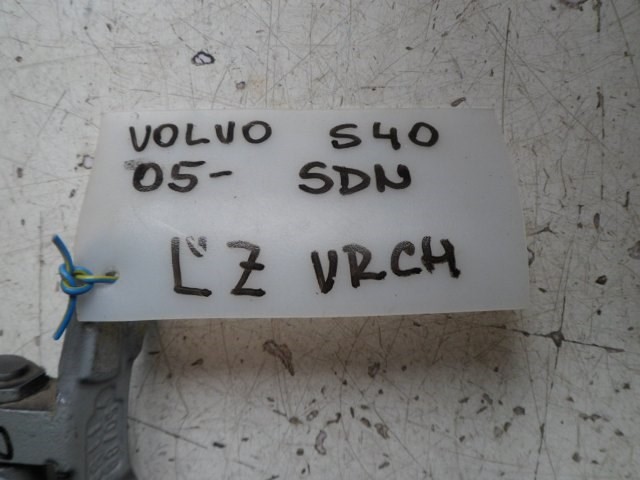 VOLVO S40
05- SDN
Ľ Z VRCH